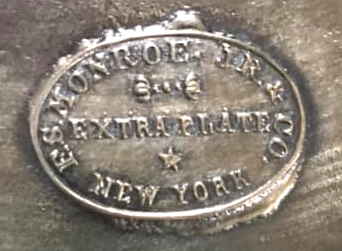 E. S. MONROE. JR. ★ CO.
EXTRA PLATE
★
NEW YORK